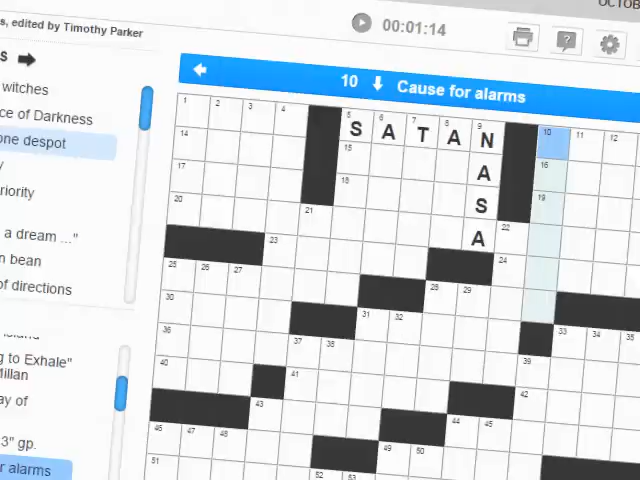 OCTOB
s, edited by Timothy Parker
00:01:14
S
10 Cause for alarms
witches
ce of Darkness
one despot
y
riority
a dream ..."
n bean
of directions
g to Exhale"
Millan
ay of
3" gp.
r alarms
1 2 3 4 5 6 7 8 9 10 11 12
S A T A N
14 15 16
A
17 18 19
S
20 21 22
A
23 24
25 26 27 28 29
30 31 32 33 34 35
36 37 38 39
40 41 42
43 44 45
46 47 48 49 50
51 52 53